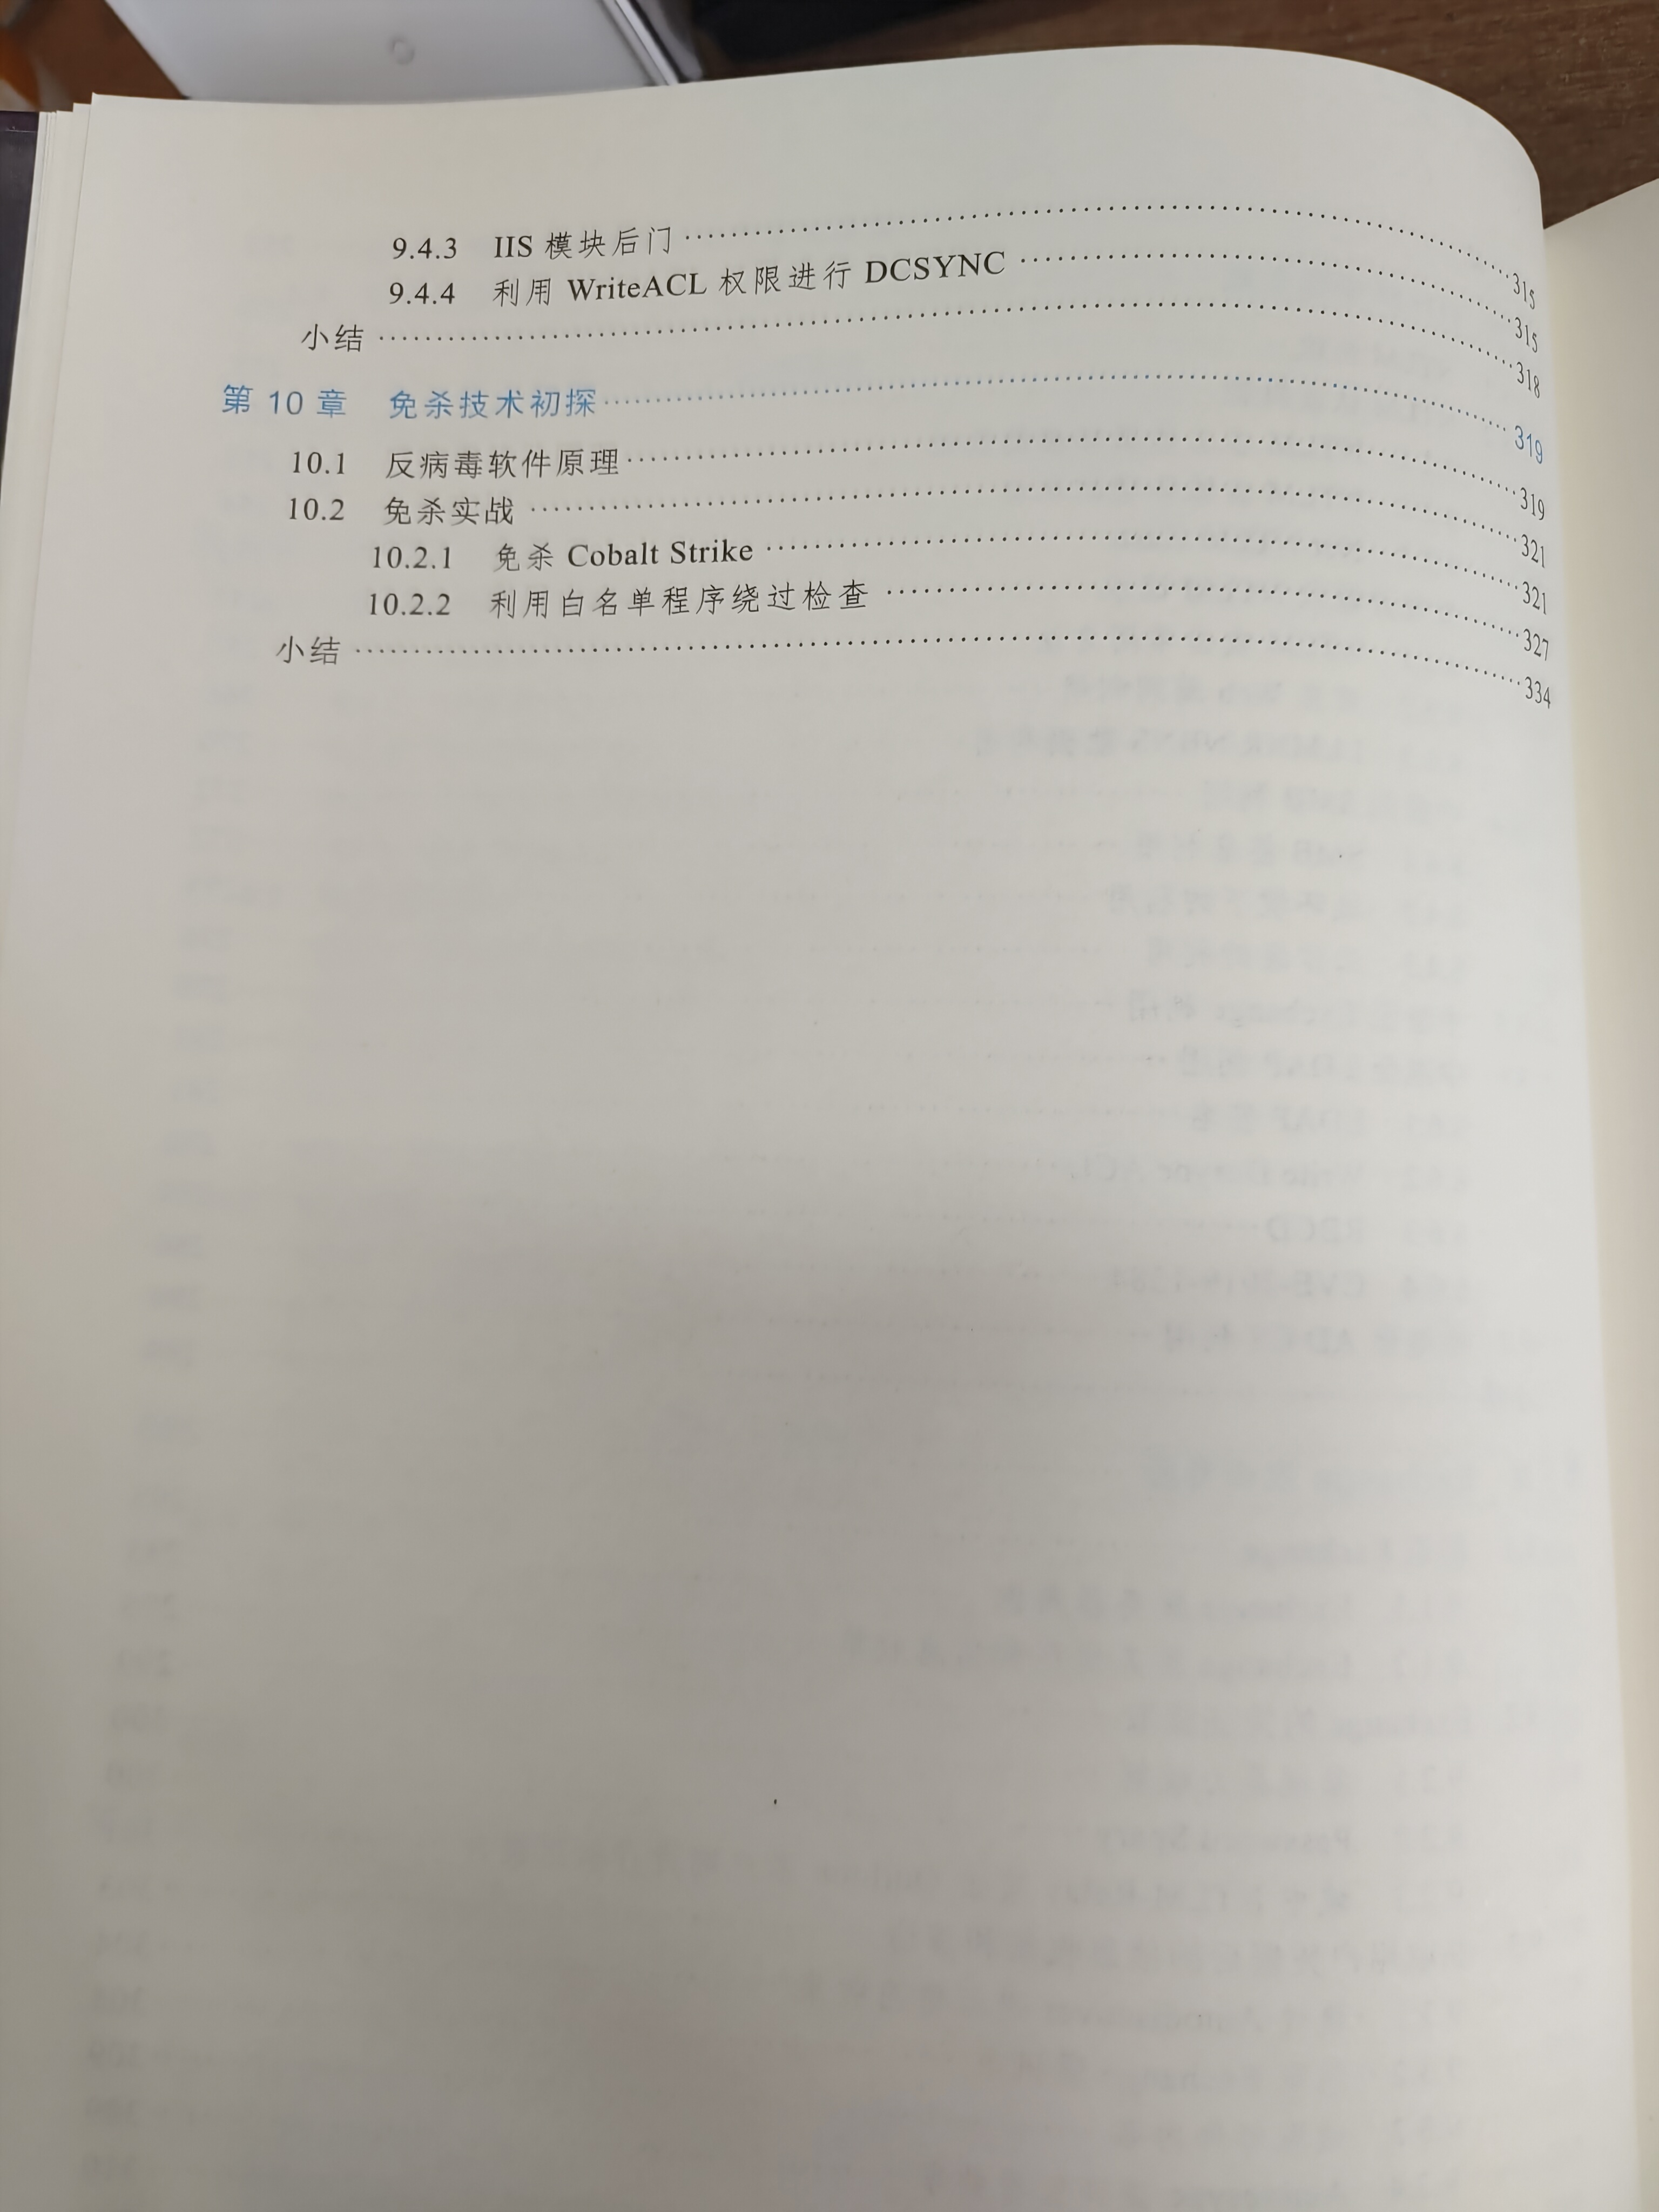 9.4.3 IIS 模块后门 315
9.4.4 利用 WriteACL 权限进行 DCSYNC 315
小结 318
第 10 章 免杀技术初探 319
10.1 反病毒软件原理 319
10.2 免杀实战 321
10.2.1 免杀 Cobalt Strike 321
10.2.2 利用白名单程序绕过检查 327
小结 334